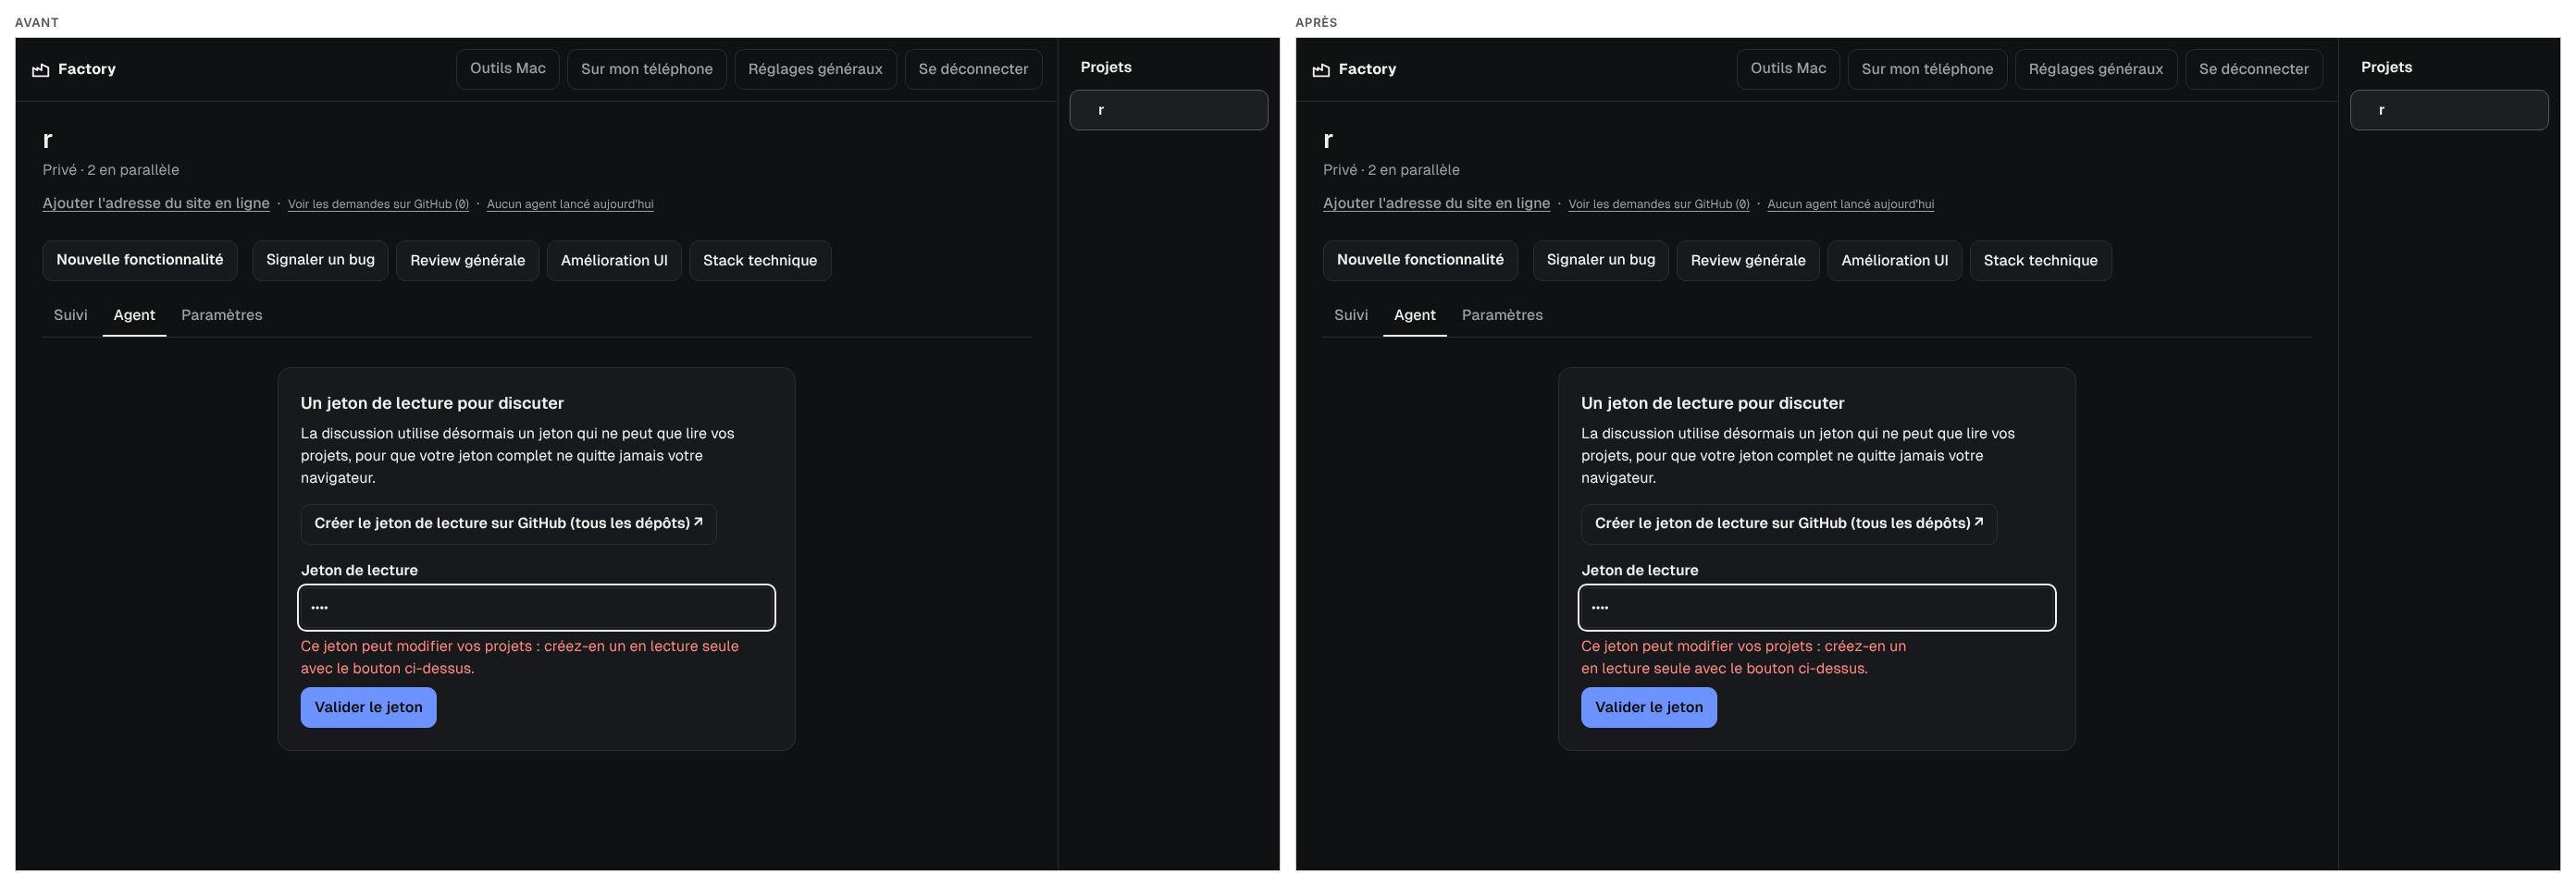 AVANT
Factory
Outils Mac
Sur mon téléphone
Réglages généraux
Se déconnecter
Projets
r
r
Privé · 2 en parallèle
Ajouter l'adresse du site en ligne · Voir les demandes sur GitHub (0) · Aucun agent lancé aujourd'hui
Nouvelle fonctionnalité
Signaler un bug
Review générale
Amélioration UI
Stack technique
Suivi
Agent
Paramètres
Un jeton de lecture pour discuter
La discussion utilise désormais un jeton qui ne peut que lire vos
projets, pour que votre jeton complet ne quitte jamais votre
navigateur.
Créer le jeton de lecture sur GitHub (tous les dépôts) ↗
Jeton de lecture
••••
Ce jeton peut modifier vos projets : créez-en un en lecture seule
avec le bouton ci-dessus.
Valider le jeton
APRÈS
Factory
Outils Mac
Sur mon téléphone
Réglages généraux
Se déconnecter
Projets
r
r
Privé · 2 en parallèle
Ajouter l'adresse du site en ligne · Voir les demandes sur GitHub (0) · Aucun agent lancé aujourd'hui
Nouvelle fonctionnalité
Signaler un bug
Review générale
Amélioration UI
Stack technique
Suivi
Agent
Paramètres
Un jeton de lecture pour discuter
La discussion utilise désormais un jeton qui ne peut que lire vos
projets, pour que votre jeton complet ne quitte jamais votre
navigateur.
Créer le jeton de lecture sur GitHub (tous les dépôts) ↗
Jeton de lecture
••••
Ce jeton peut modifier vos projets : créez-en un
en lecture seule avec le bouton ci-dessus.
Valider le jeton